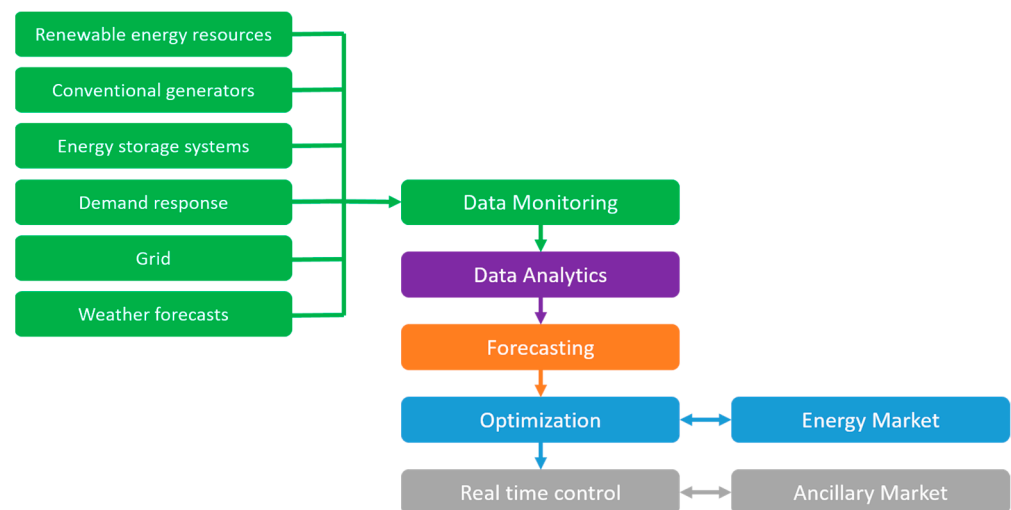 Renewable energy resources
Conventional generators
Energy storage systems
Demand response
Grid
Weather forecasts
Data Monitoring
Data Analytics
Forecasting
Optimization
Energy Market
Real time control
Ancillary Market